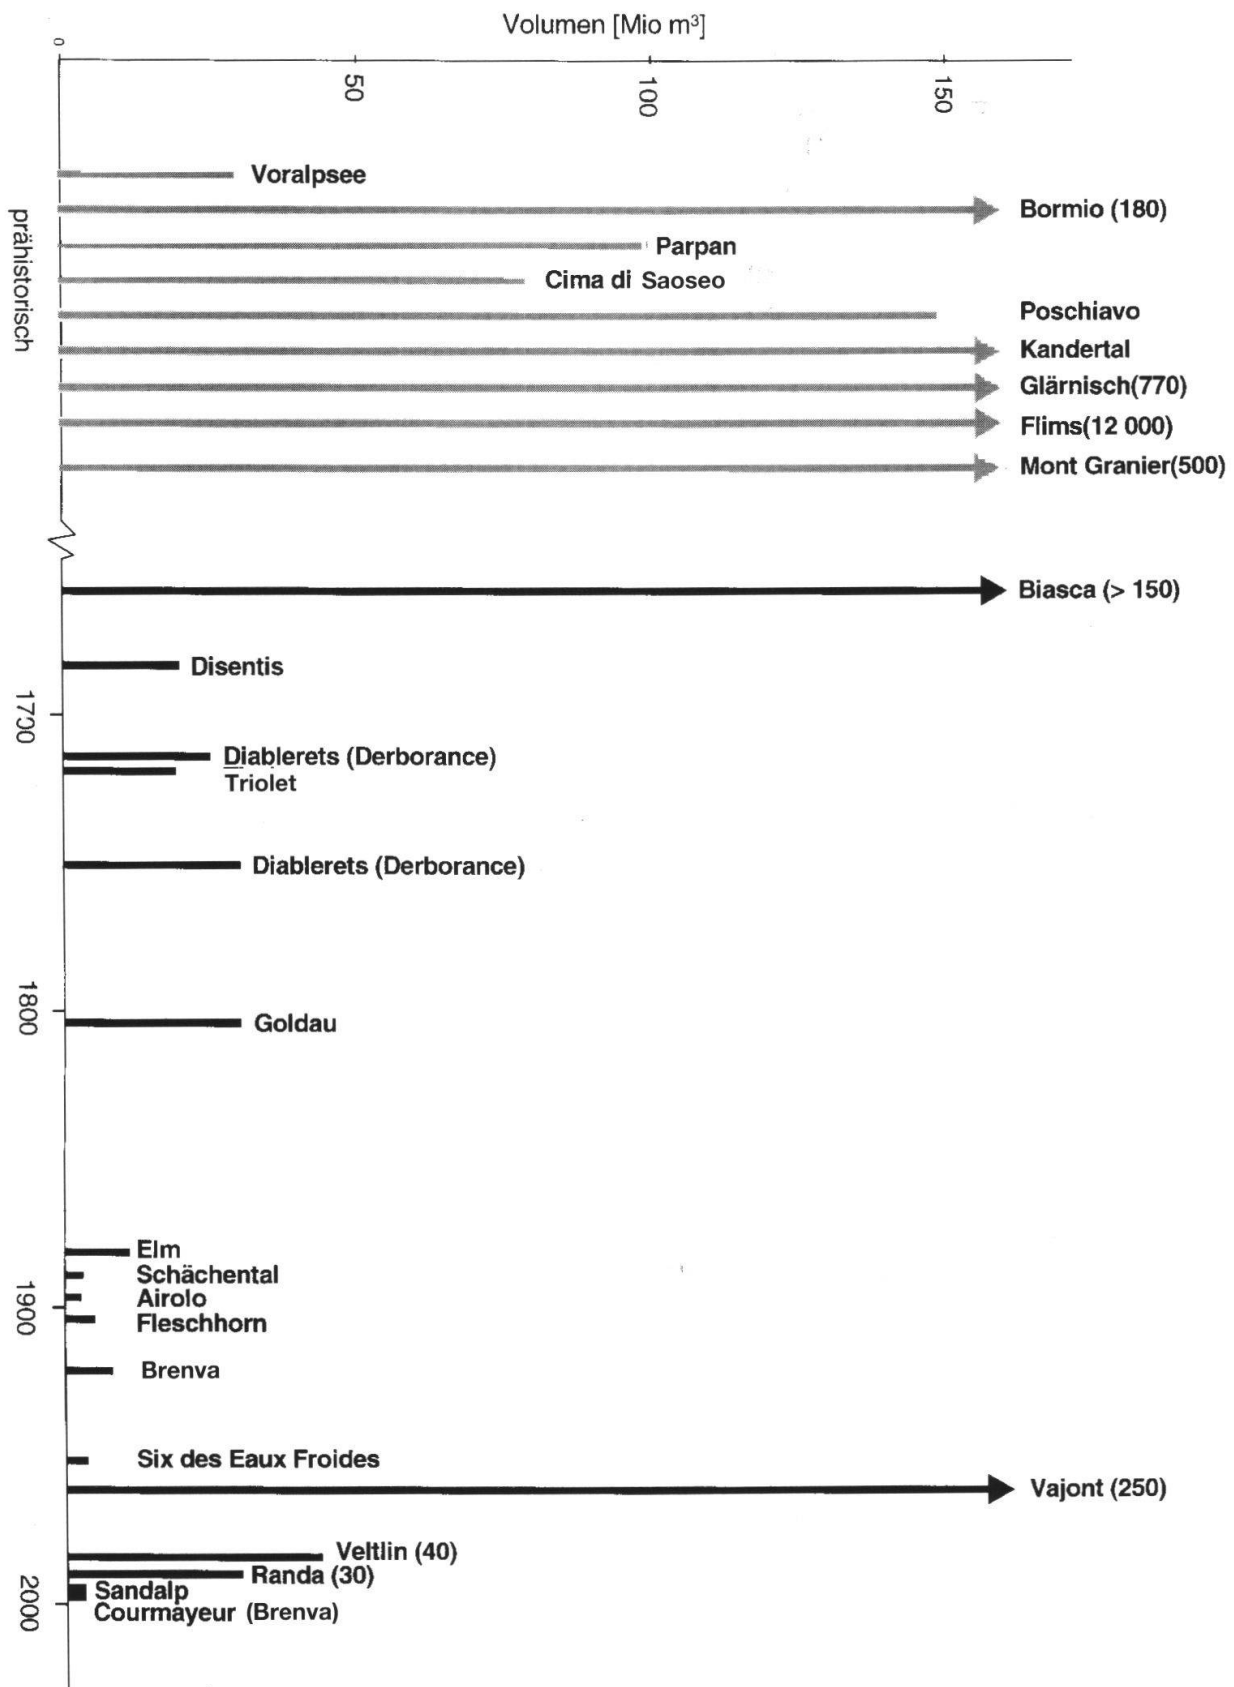 Volumen [Mio m³]
0
50
100
150
prähistorisch
Voralpsee
Bormio (180)
Parpan
Cima di Saoseo
Poschiavo
Kandertal
Glärnisch(770)
Flims(12 000)
Mont Granier(500)
Biasca (> 150)
Disentis
1700
Diablerets (Derborance)
Triolet
Diablerets (Derborance)
1800
Goldau
Elm
Schächental
Airolo
1900
Fleschhorn
Brenva
Six des Eaux Froides
Vajont (250)
Veltlin (40)
Randa (30)
Sandalp
2000
Courmayeur (Brenva)